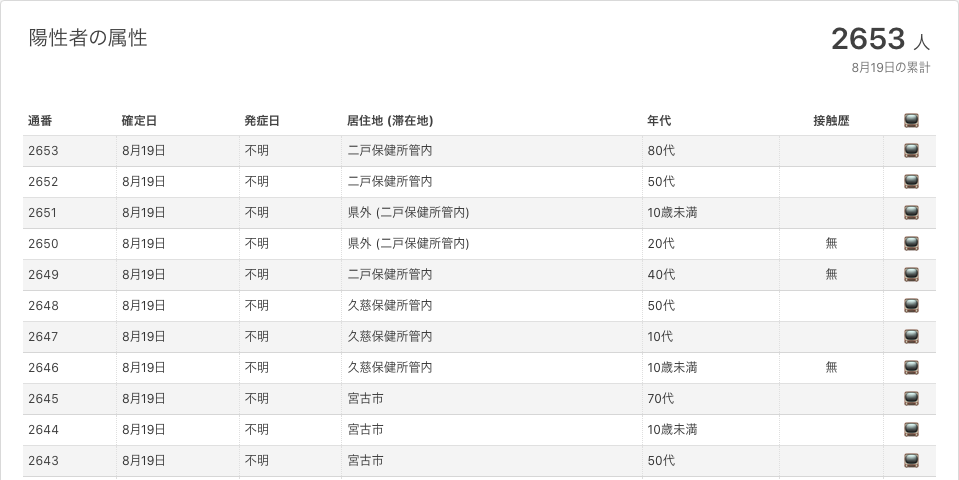 陽性者の属性
2653 人
8月19日の累計
通番 確定日 発症日 居住地 (滞在地) 年代 接触歴
2653 8月19日 不明 二戸保健所管内 80代
2652 8月19日 不明 二戸保健所管内 50代
2651 8月19日 不明 県外 (二戸保健所管内) 10歳未満
2650 8月19日 不明 県外 (二戸保健所管内) 20代 無
2649 8月19日 不明 二戸保健所管内 40代 無
2648 8月19日 不明 久慈保健所管内 50代
2647 8月19日 不明 久慈保健所管内 10代
2646 8月19日 不明 久慈保健所管内 10歳未満 無
2645 8月19日 不明 宮古市 70代
2644 8月19日 不明 宮古市 10歳未満
2643 8月19日 不明 宮古市 50代